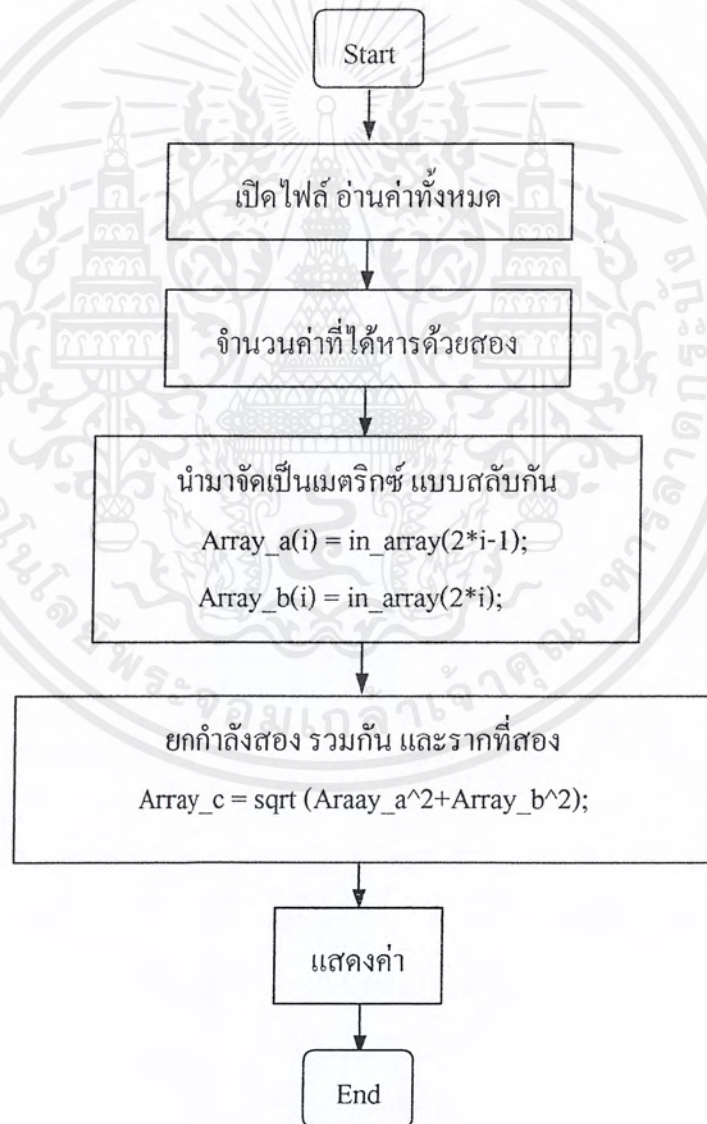 Start
เปิดไฟล์ อ่านค่าทั้งหมด
จำนวนค่าที่ได้หารด้วยสอง
นำมาจัดเป็นเมตริกซ์ แบบสลับกัน
Array_a(i) = in_array(2*i-1);
Array_b(i) = in_array(2*i);
ยกกำลังสอง รวมกัน และรากที่สอง
Array_c = sqrt (Araay_a^2+Array_b^2);
แสดงค่า
End